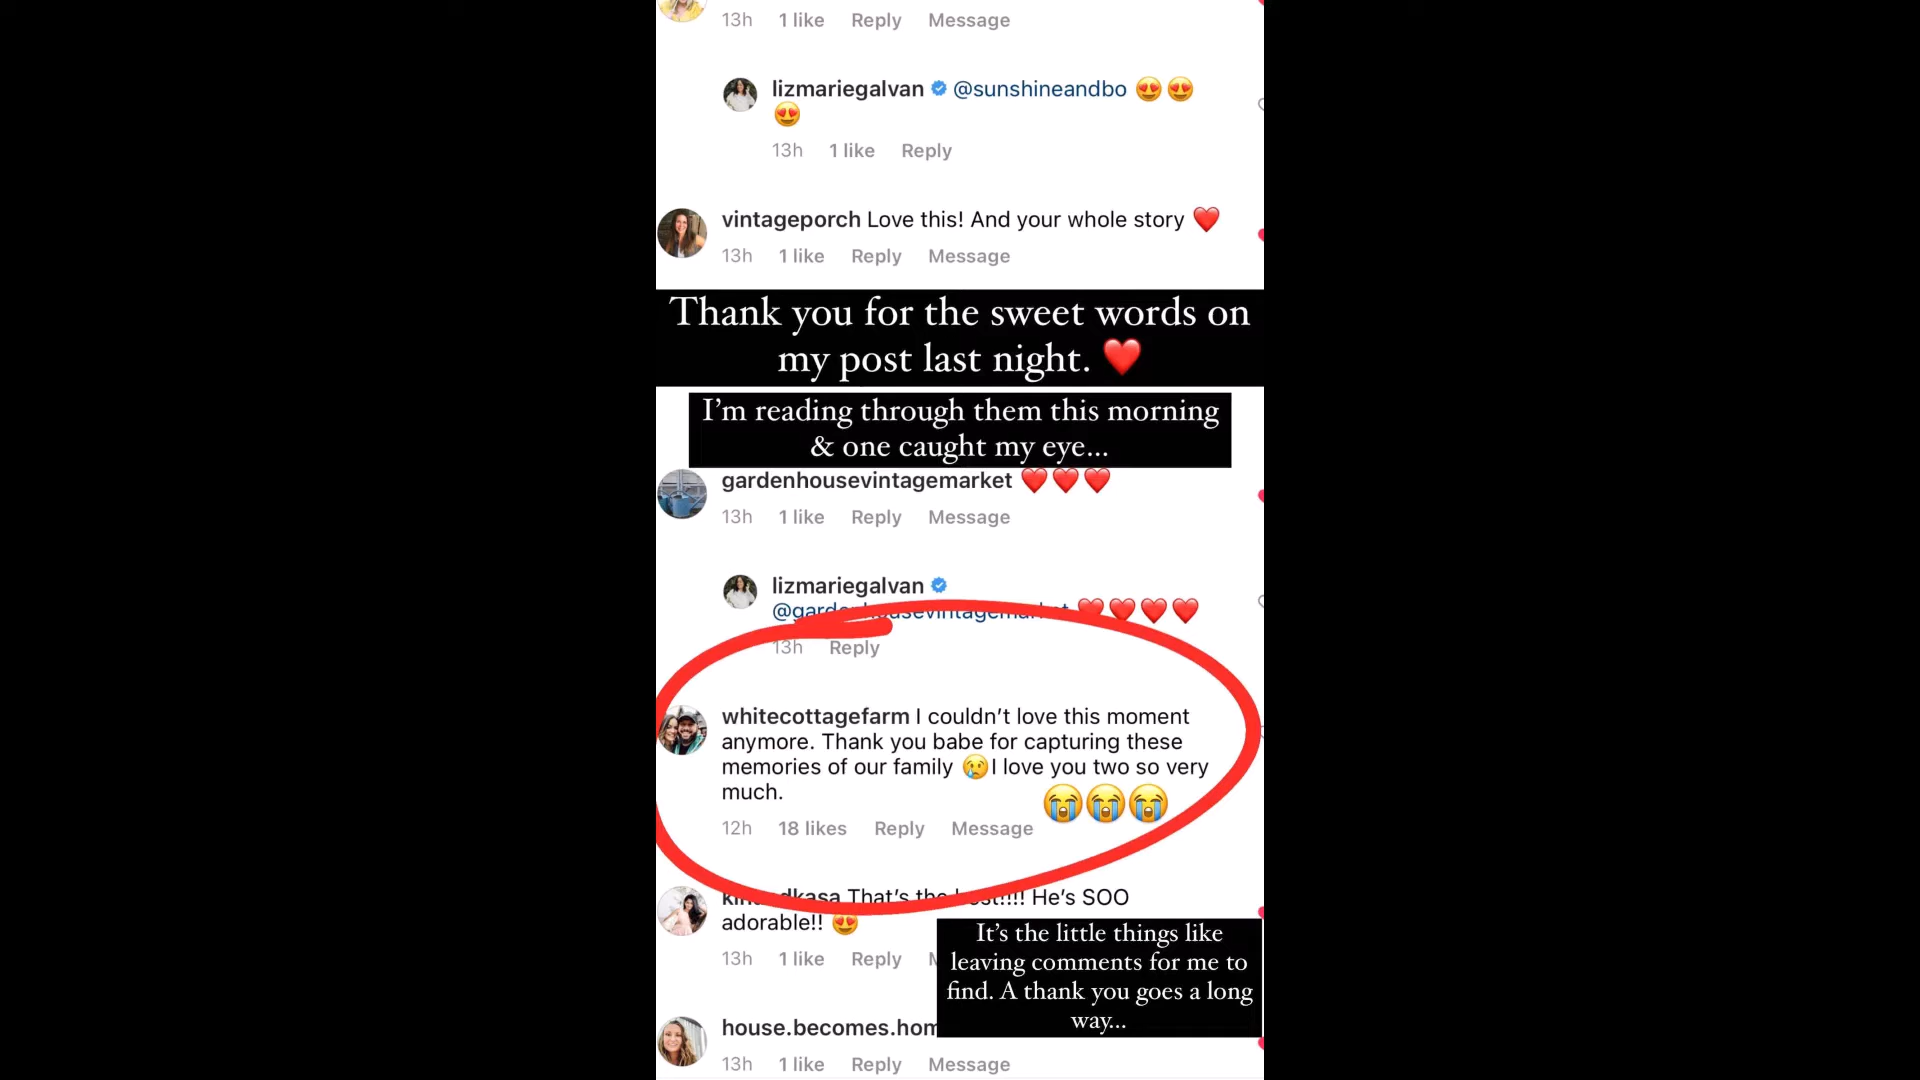 13h 1 like Reply Message
lizmariegalvan @sunshineandbo 😍😍
😍
13h 1 like Reply
vintageporch Love this! And your whole story ❤️
13h 1 like Reply Message
Thank you for the sweet words on
my post last night. ❤️
I'm reading through them this morning
& one caught my eye...
gardenhousevintagemarket ❤️❤️❤️
13h 1 like Reply Message
lizmariegalvan
@gardenhousevintagemarket ❤️❤️❤️❤️
13h Reply
whitecottagefarm I couldn't love this moment
anymore. Thank you babe for capturing these
memories of our family 😢I love you two so very
much. 😭😭😭
12h 18 likes Reply Message
That's the best!!!! He's SOO
adorable!! 😍
13h 1 like Reply
It's the little things like
leaving comments for me to
find. A thank you goes a long
way...
house.becomes.hom
13h 1 like Reply Message